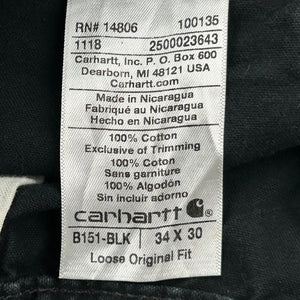 RN# 14806 100135
1118 2500023643
Carhartt, Inc. P.O. Box 600
Dearborn, MI 48121 USA
Carhartt.com
Made in Nicaragua
Fabriqué au Nicaragua
Hecho en Nicaragua
100% Cotton
Exclusive of Trimming
100% Coton
Sans garniture
100% Algodón
Sin incluir adorno
carhartt
B151-BLK 34 X 30
Loose Original Fit